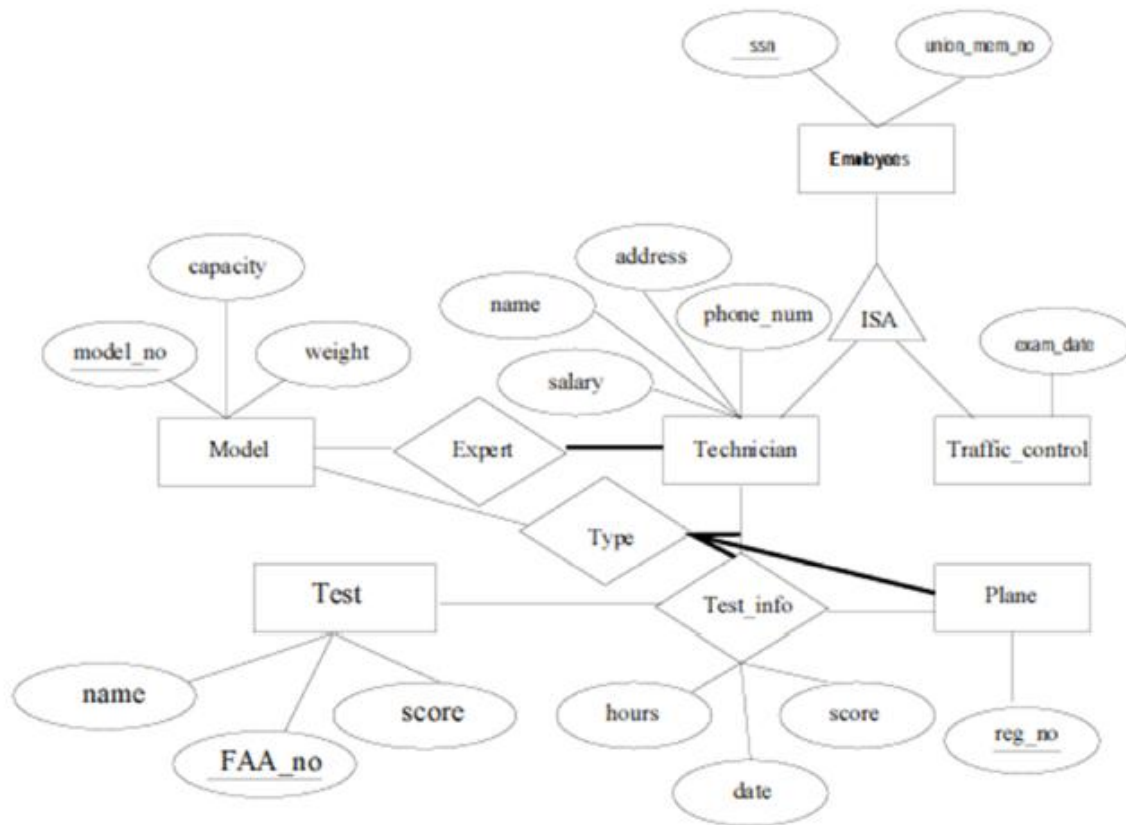 ssn
union_mem_no
Employees
capacity
address
name
phone_num
ISA
model_no
weight
exam_date
salary
Model
Expert
Technician
Traffic_control
Type
Test
Test_info
Plane
name
score
hours
score
FAA_no
reg_no
date